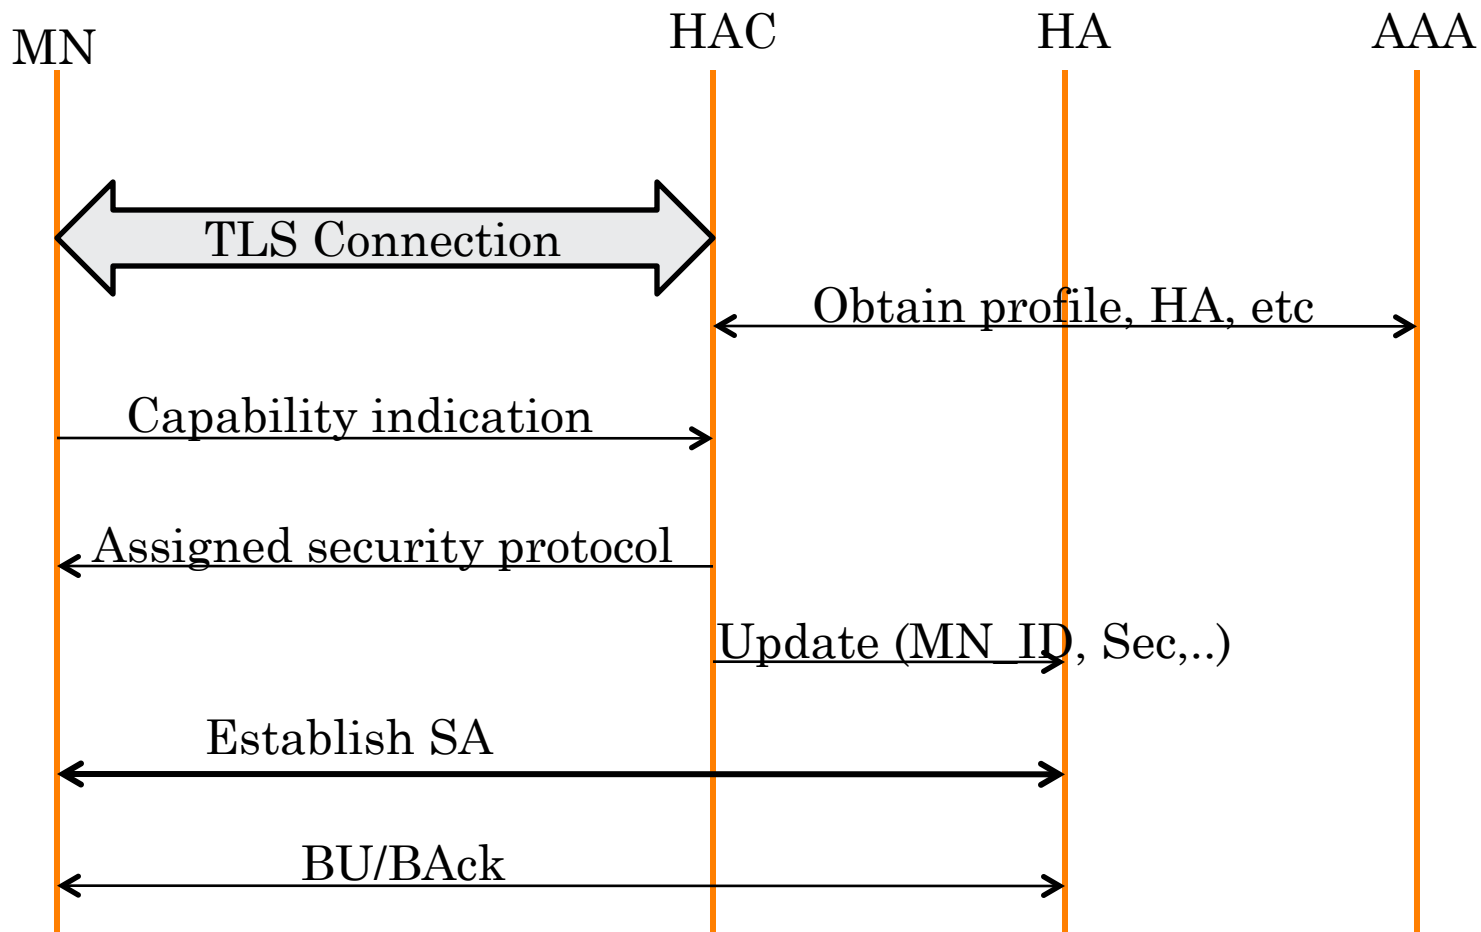 MN
HAC
HA
AAA
TLS Connection
Obtain profile, HA, etc
Capability indication
Assigned security protocol
Update (MN_ID, Sec,..)
Establish SA
BU/BAck